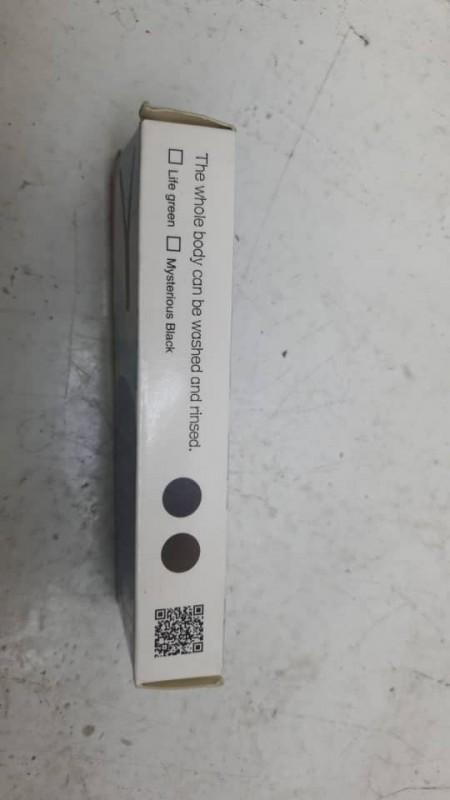 The whole body can be washed and rinsed.
Life green Mysterious Black